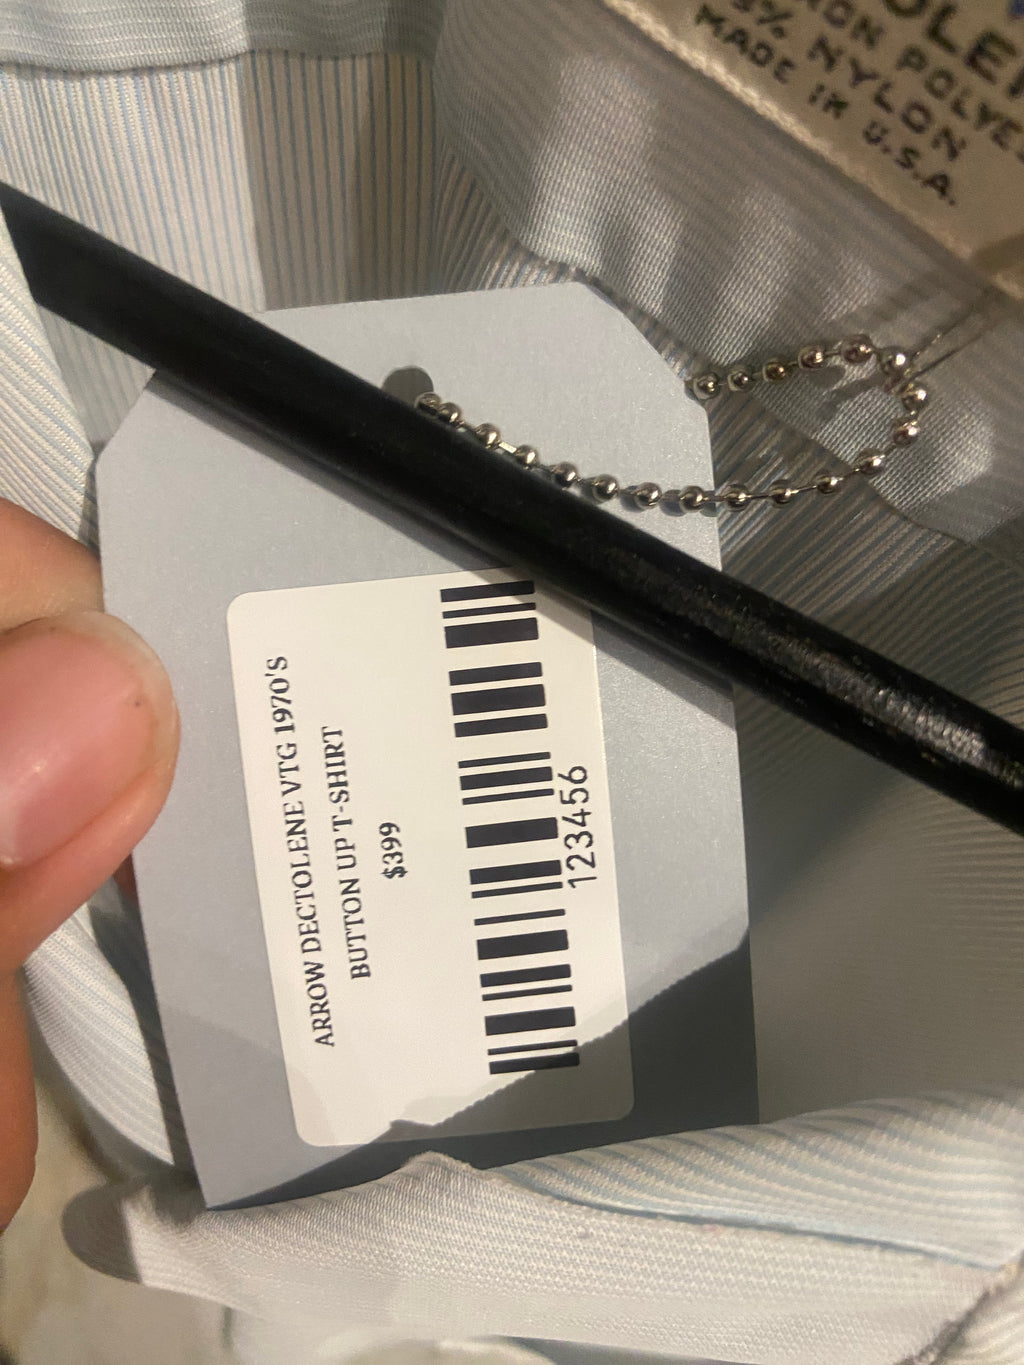 % NYLON
MADE IN U.S.A.
ARROW DECTOLENE VTG 1970'S
BUTTON UP T-SHIRT
$399
123456